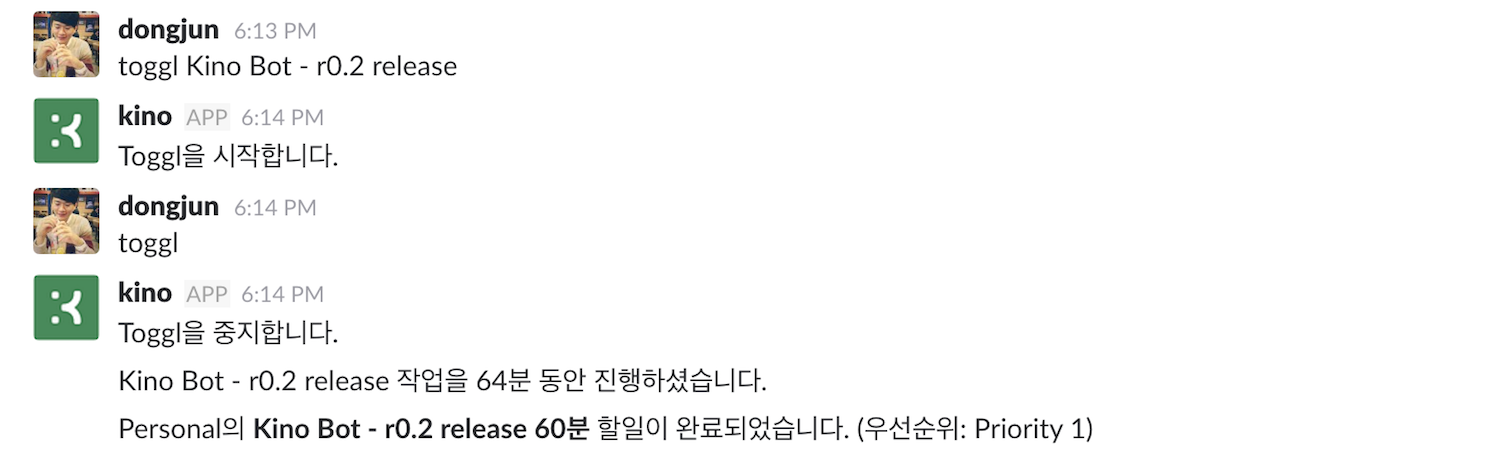 dongjun 6:13 PM
toggl Kino Bot - r0.2 release
kino APP 6:14 PM
Toggl을 시작합니다.
dongjun 6:14 PM
toggl
kino APP 6:14 PM
Toggl을 중지합니다.
Kino Bot - r0.2 release 작업을 64분 동안 진행하셨습니다.
Personal의 Kino Bot - r0.2 release 60분 할일이 완료되었습니다. (우선순위: Priority 1)